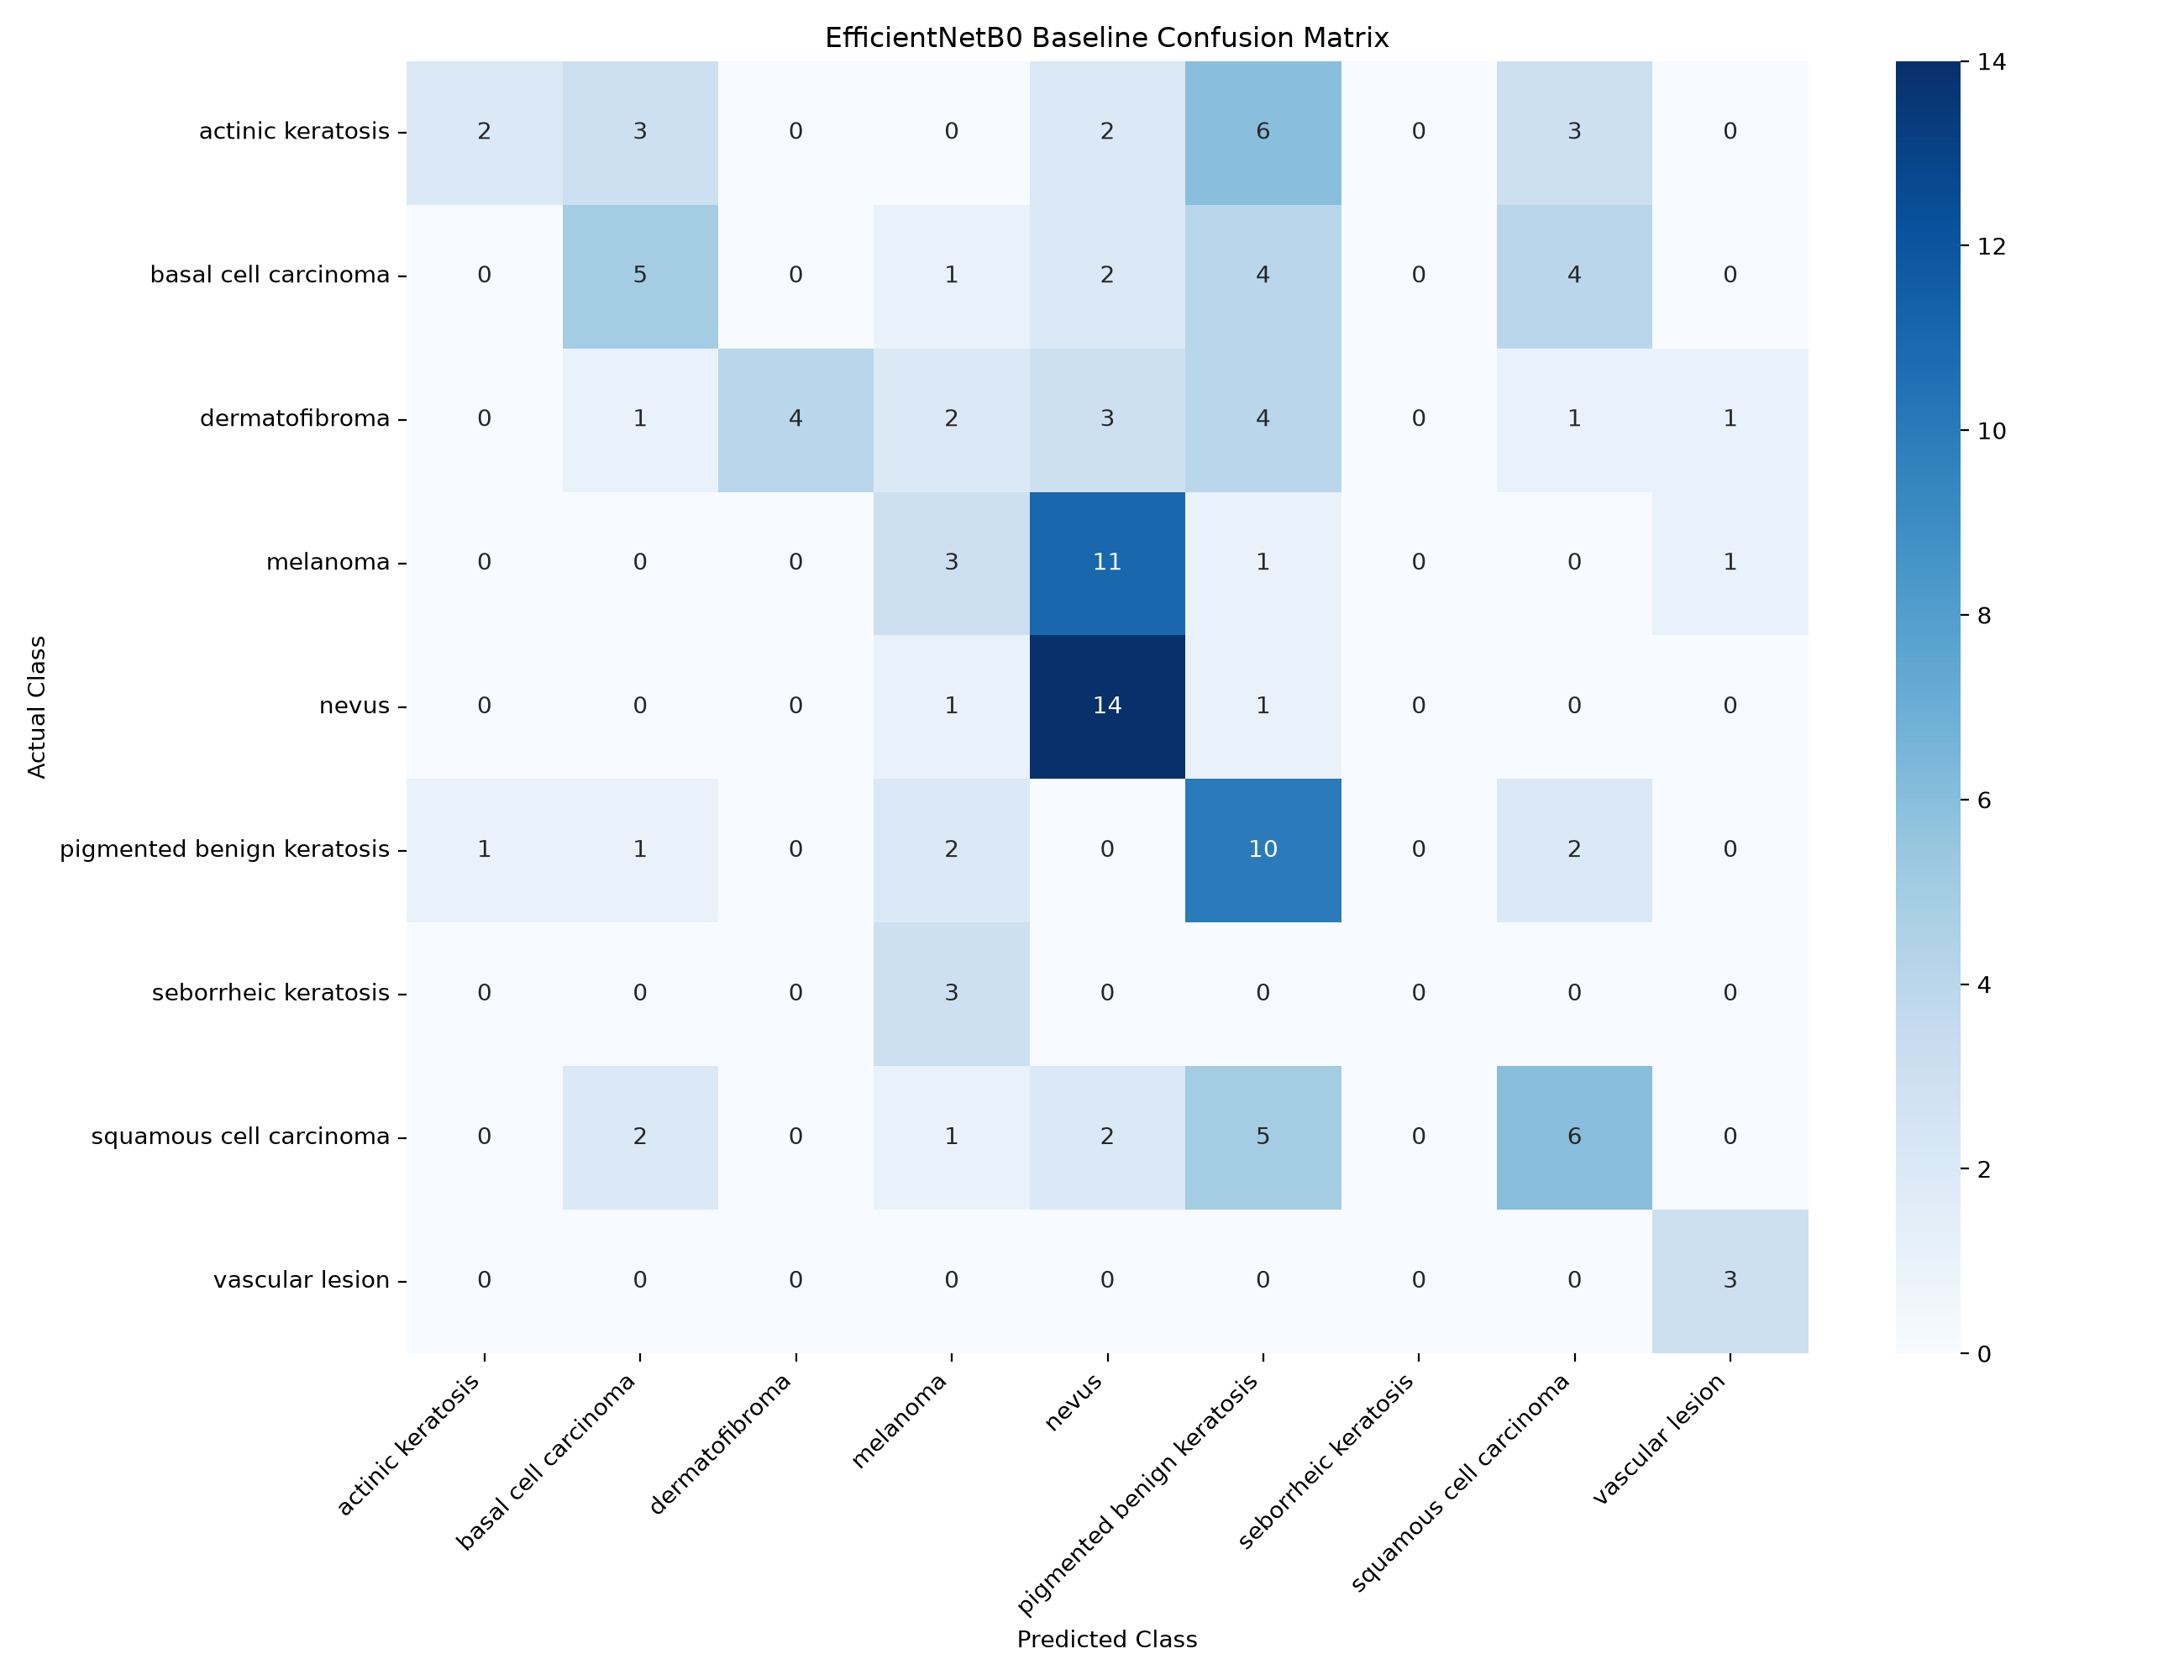 EfficientNetB0 Baseline Confusion Matrix
actinic keratosis 2 3 0 0 2 6 0 3 0
basal cell carcinoma 0 5 0 1 2 4 0 4 0
dermatofibroma 0 1 4 2 3 4 0 1 1
melanoma 0 0 0 3 11 1 0 0 1
nevus 0 0 0 1 14 1 0 0 0
pigmented benign keratosis 1 1 0 2 0 10 0 2 0
seborrheic keratosis 0 0 0 3 0 0 0 0 0
squamous cell carcinoma 0 2 0 1 2 5 0 6 0
vascular lesion 0 0 0 0 0 0 0 0 3
Actual Class
actinic keratosis
basal cell carcinoma
dermatofibroma
melanoma
nevus
pigmented benign keratosis
seborrheic keratosis
squamous cell carcinoma
vascular lesion
Predicted Class
14
12
10
8
6
4
2
0